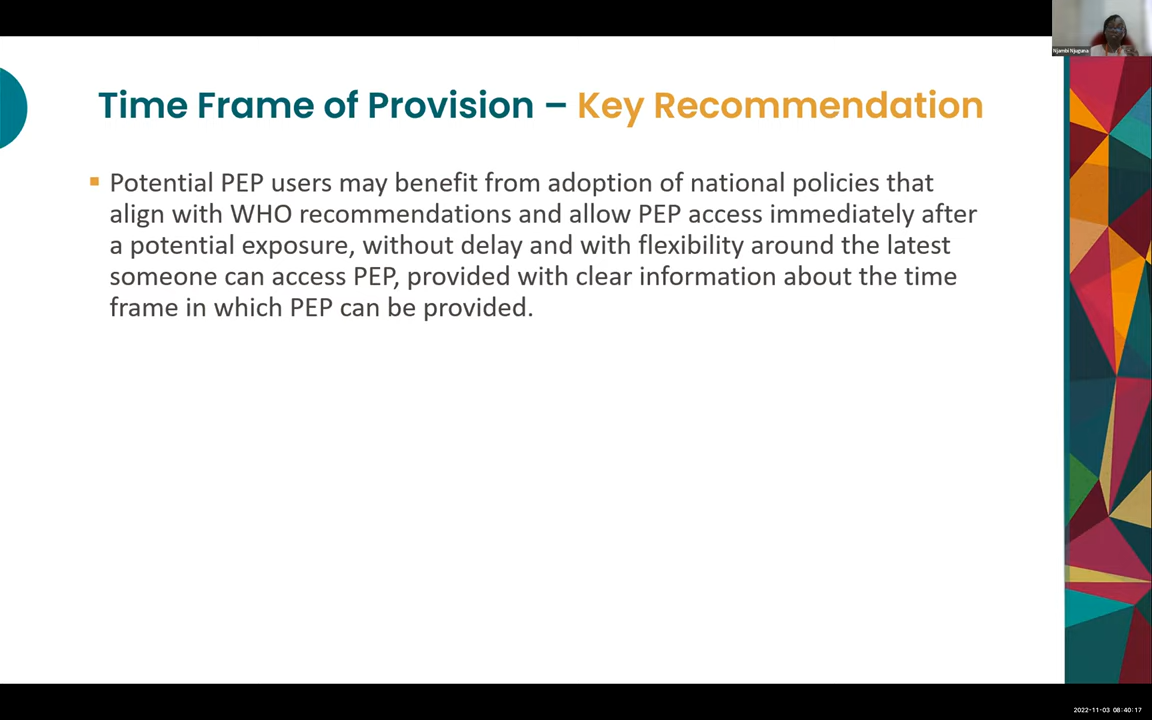 Njambi Njuguna
Time Frame of Provision – Key Recommendation
Potential PEP users may benefit from adoption of national policies that
align with WHO recommendations and allow PEP access immediately after
a potential exposure, without delay and with flexibility around the latest
someone can access PEP, provided with clear information about the time
frame in which PEP can be provided.
2022-11-03 08:40:17